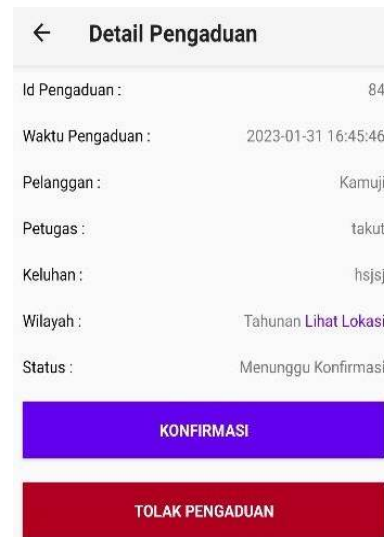 ← Detail Pengaduan
Id Pengaduan : 84
Waktu Pengaduan : 2023-01-31 16:45:46
Pelanggan : Kamuji
Petugas : takut
Keluhan : hsjsj
Wilayah : Tahunan Lihat Lokasi
Status : Menunggu Konfirmasi
KONFIRMASI
TOLAK PENGADUAN